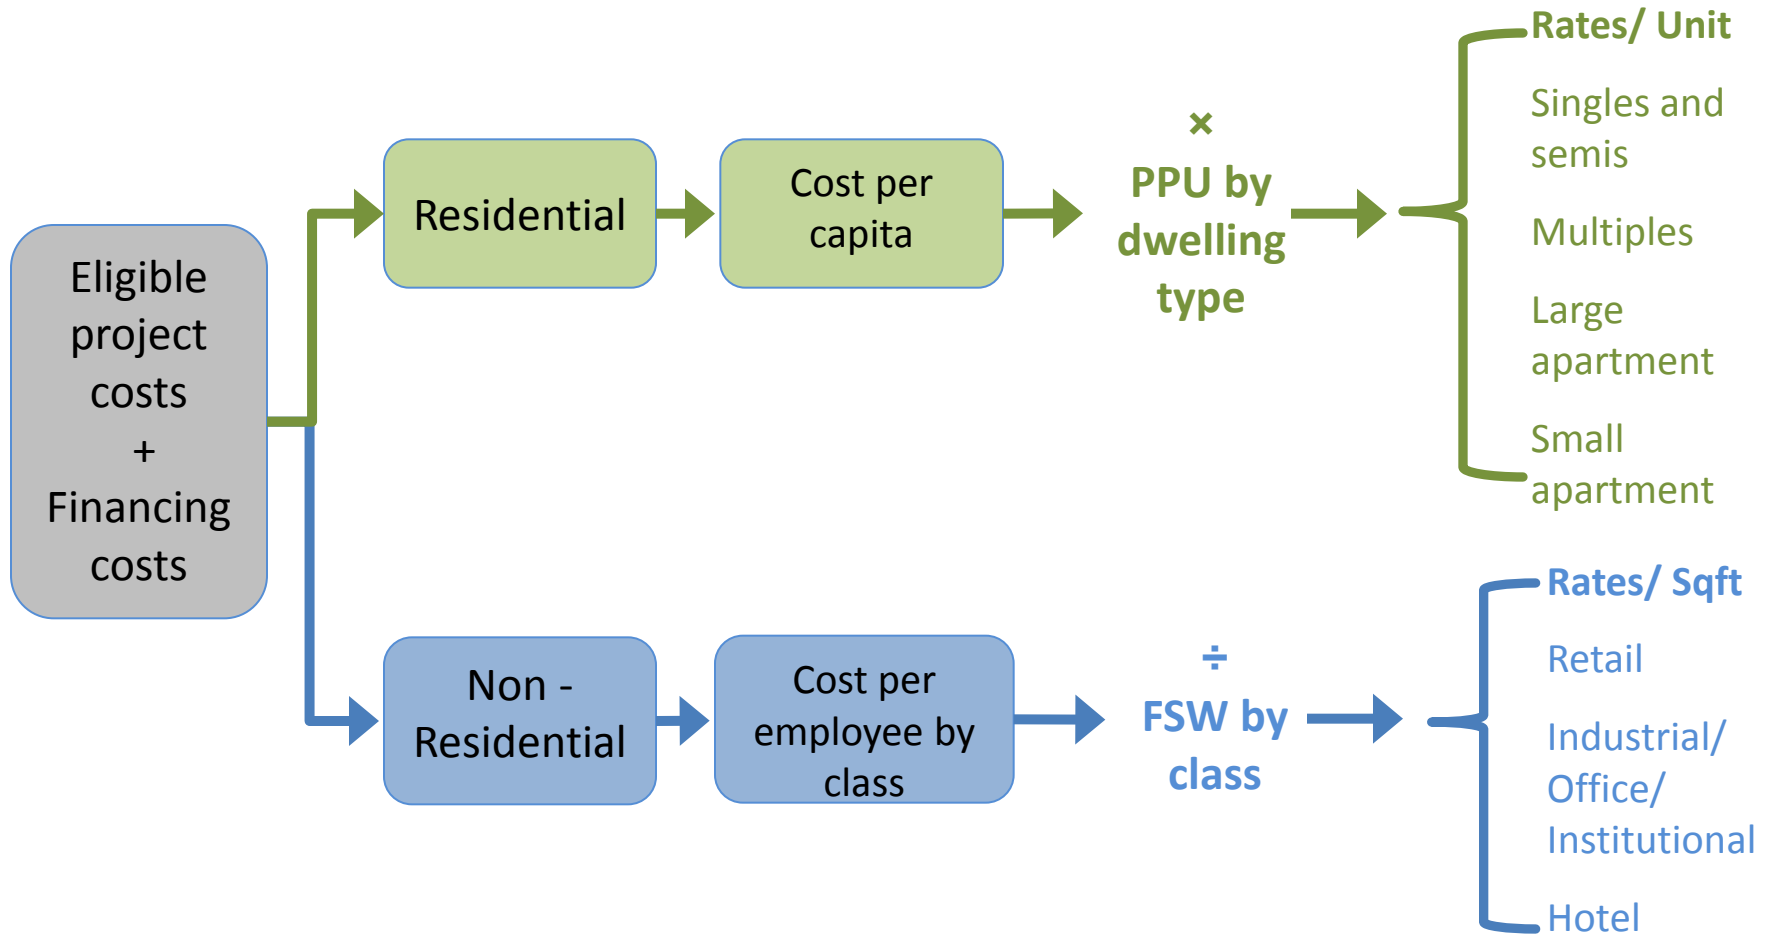 Eligible
project
costs
+
Financing
costs
Residential
Cost per
capita
×
PPU by
dwelling
type
Rates/ Unit
Singles and
semis
Multiples
Large
apartment
Small
apartment
Non -
Residential
Cost per
employee by
class
÷
FSW by
class
Rates/ Sqft
Retail
Industrial/
Office/
Institutional
Hotel